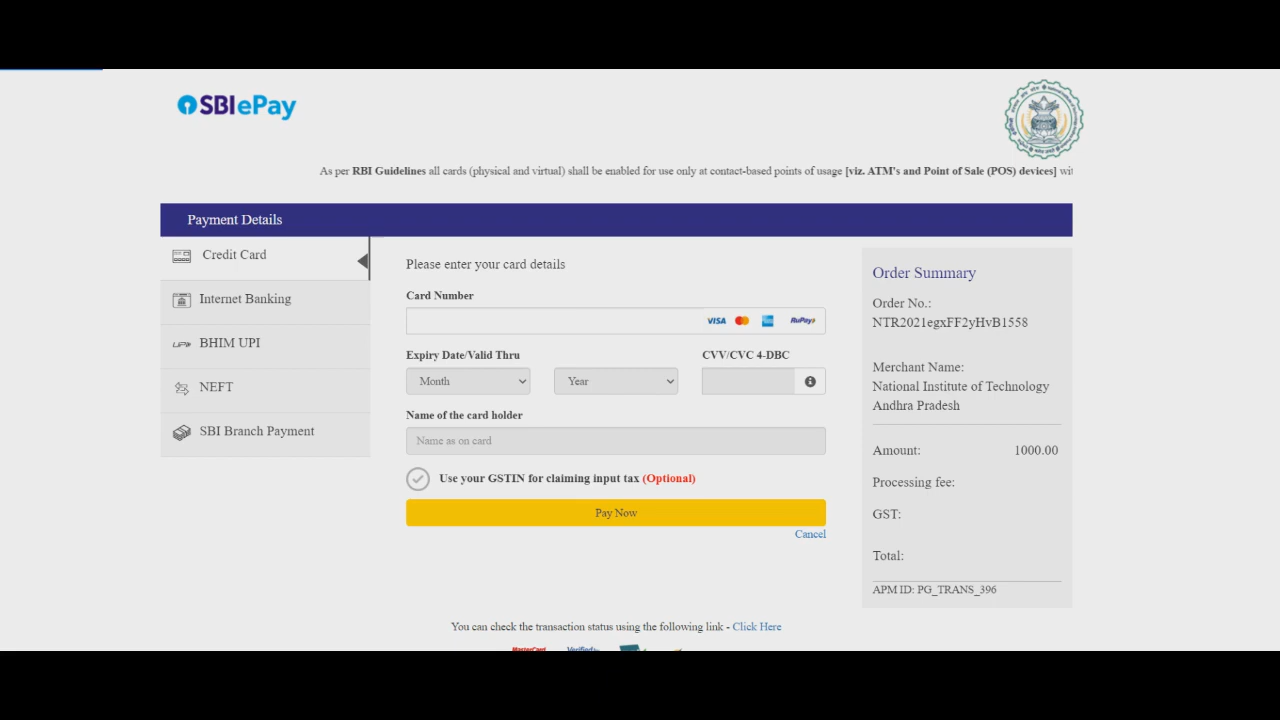 SBI ePay
As per RBI Guidelines all cards (physical and virtual) shall be enabled for use only at contact-based points of usage [viz. ATM's and Point of Sale (POS) devices] wit
Payment Details
Credit Card
Internet Banking
BHIM UPI
NEFT
SBI Branch Payment
Please enter your card details
Card Number
VISA RuPay
Expiry Date/Valid Thru
CVV/CVC 4-DBC
Month
Year
Name of the card holder
Name as on card
Use your GSTIN for claiming input tax (Optional)
Pay Now
Cancel
Order Summary
Order No.:
NTR2021egxFF2yHvB1558
Merchant Name:
National Institute of Technology
Andhra Pradesh
Amount: 1000.00
Processing fee:
GST:
Total:
APM ID: PG_TRANS_396
You can check the transaction status using the following link - Click Here
MasterCard Verified by